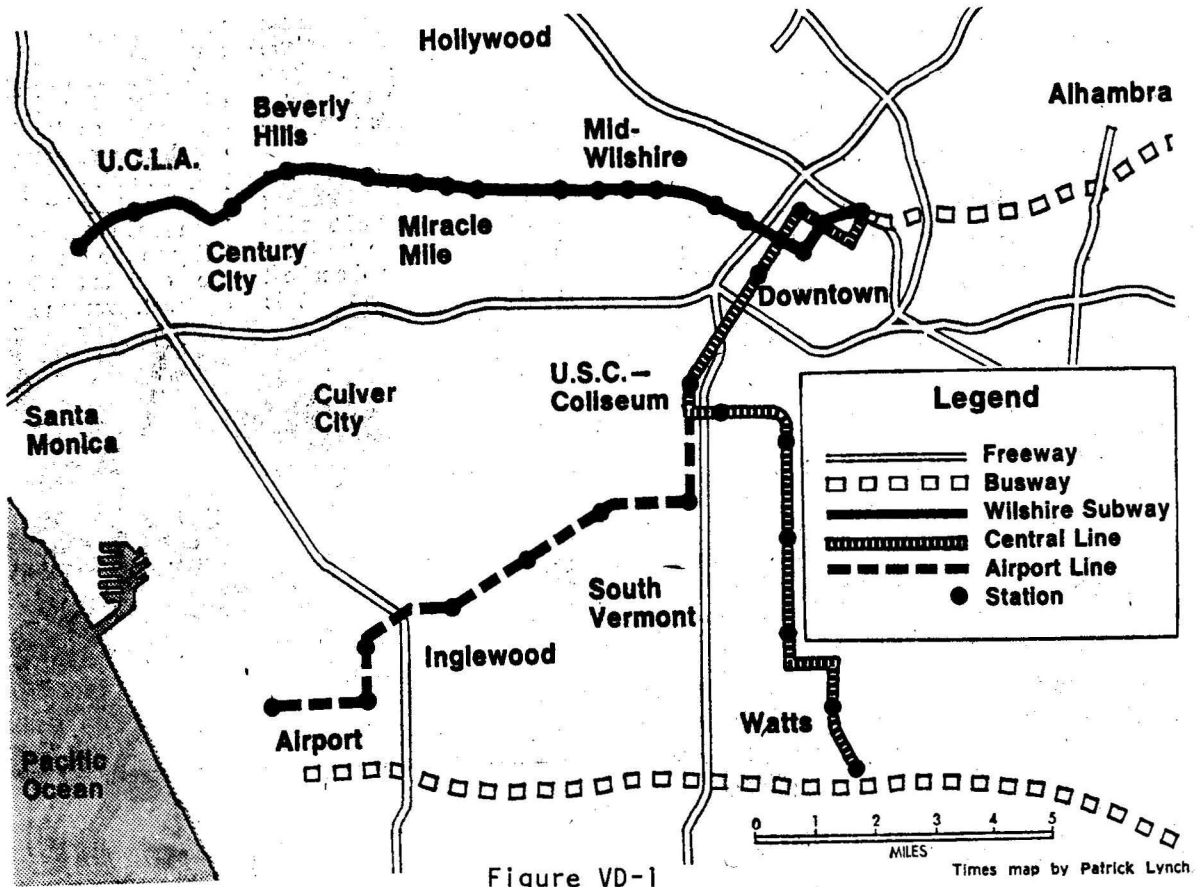 Hollywood
Alhambra
Beverly
Hills
Mid-
Wilshire
U.C.L.A.
Century
City
Miracle
Mile
Downtown
U.S.C.—
Coliseum
Culver
City
Santa
Monica
Legend
Freeway
Busway
Wilshire Subway
Central Line
Airport Line
Station
South
Vermont
Inglewood
Watts
Airport
Pacific
Ocean
0 1 2 3 4 5
MILES
Figure VD-1
Times map by Patrick Lynch